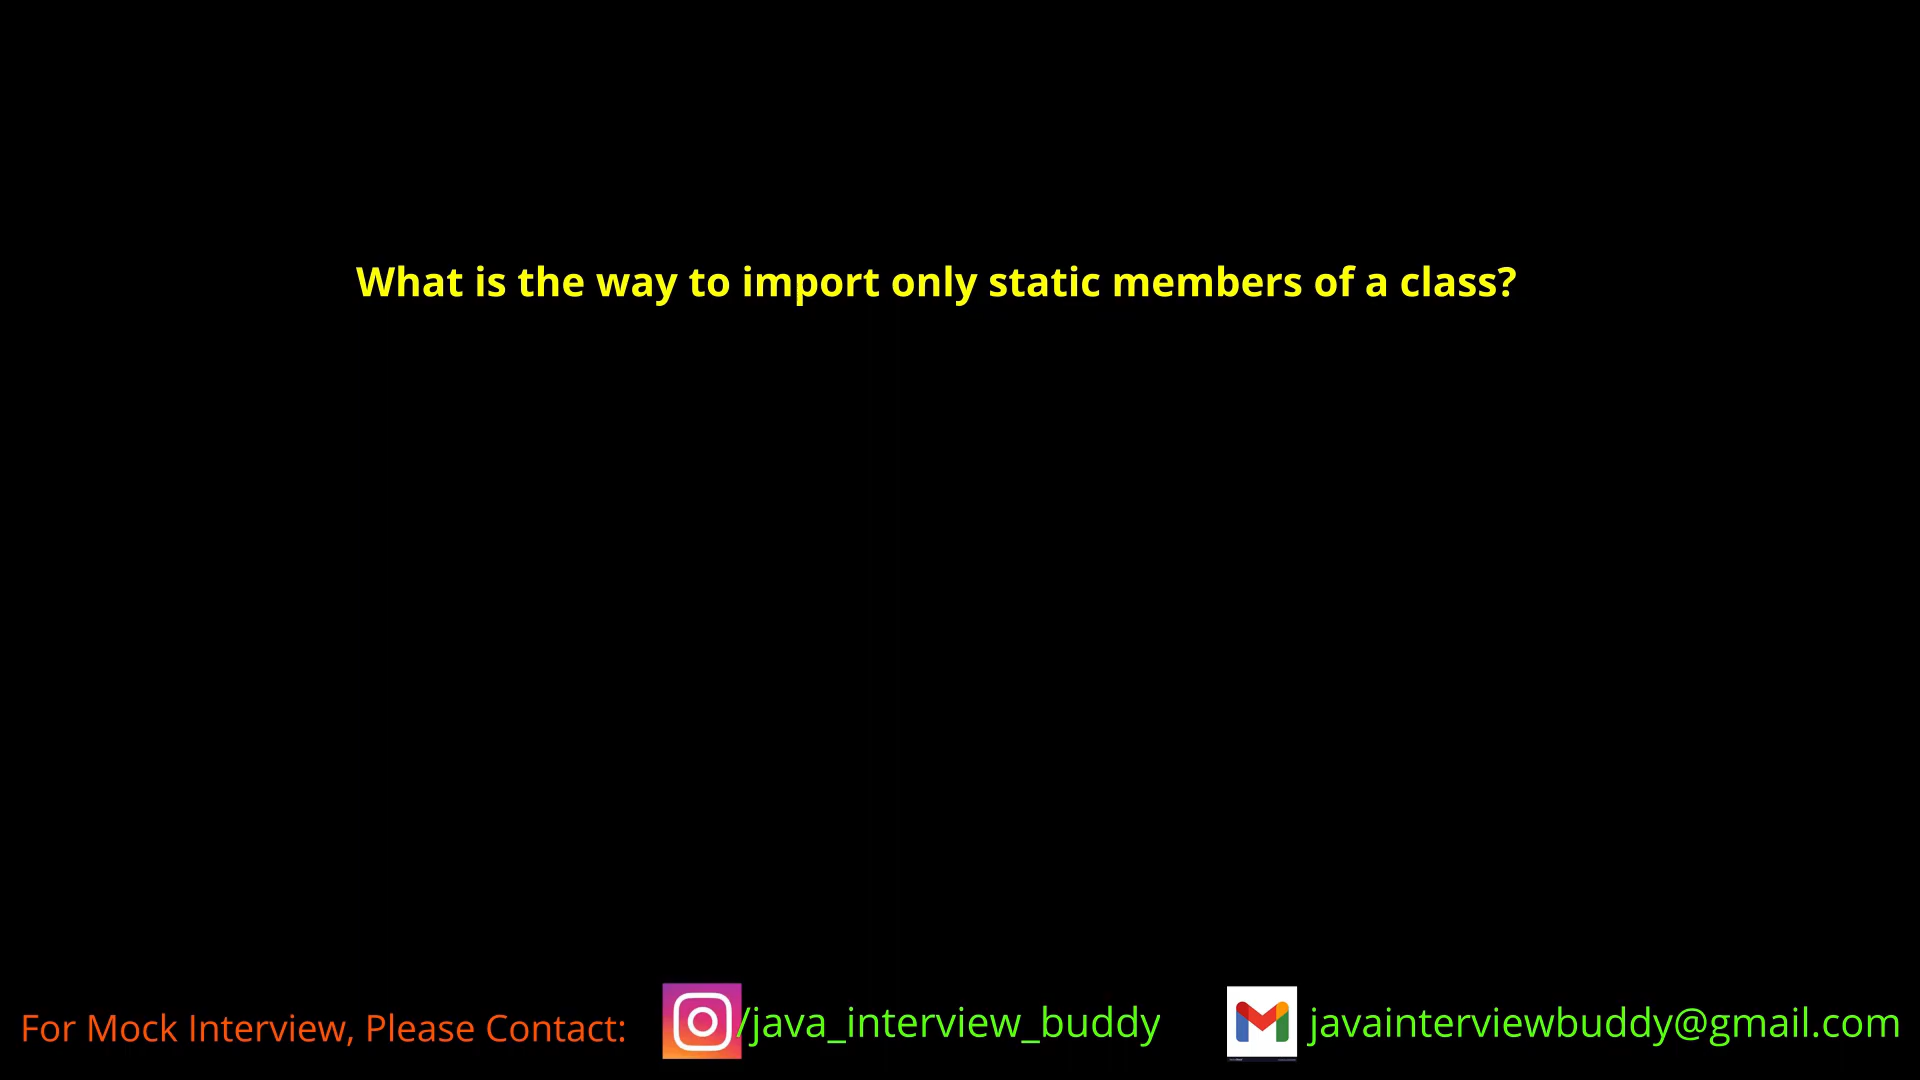 What is the way to import only static members of a class?
For Mock Interview, Please Contact: /java_interview_buddy javainterviewbuddy@gmail.com